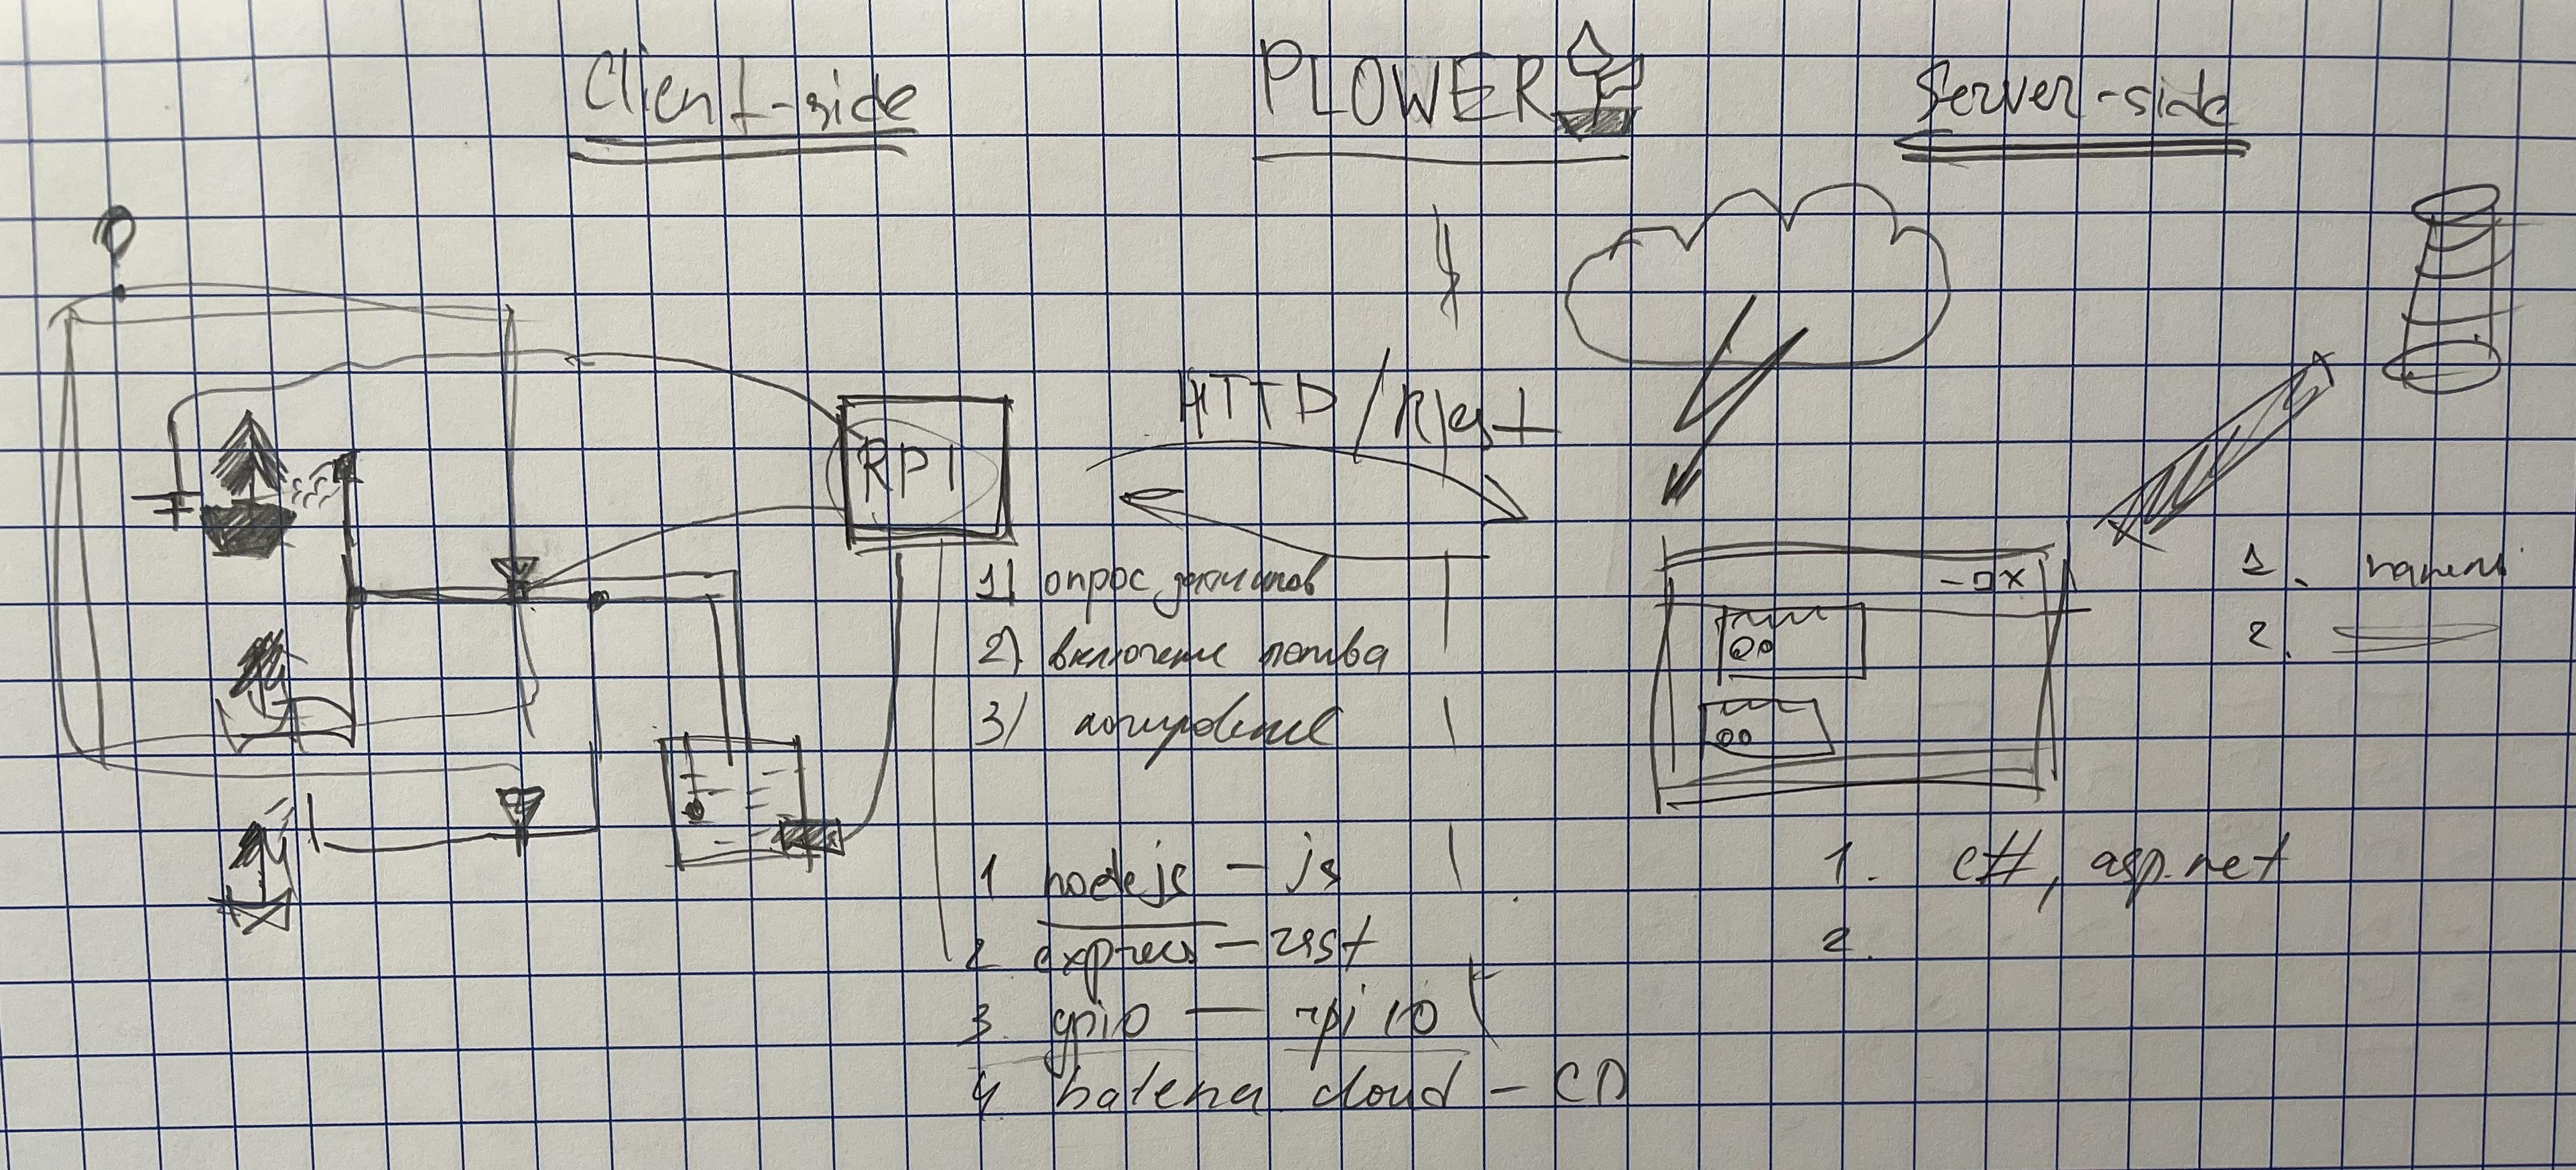 Client-side
PLOWER
Server-side
HTTP/Rest
RPI
1) опрос датчиков
2) включение полива
3) логирование
1 nodejs - js
2 express - rest
3. gpio - rpi io
4 balena cloud - CD
- □ x
1. панель
2.
1. c#, asp.net
2.